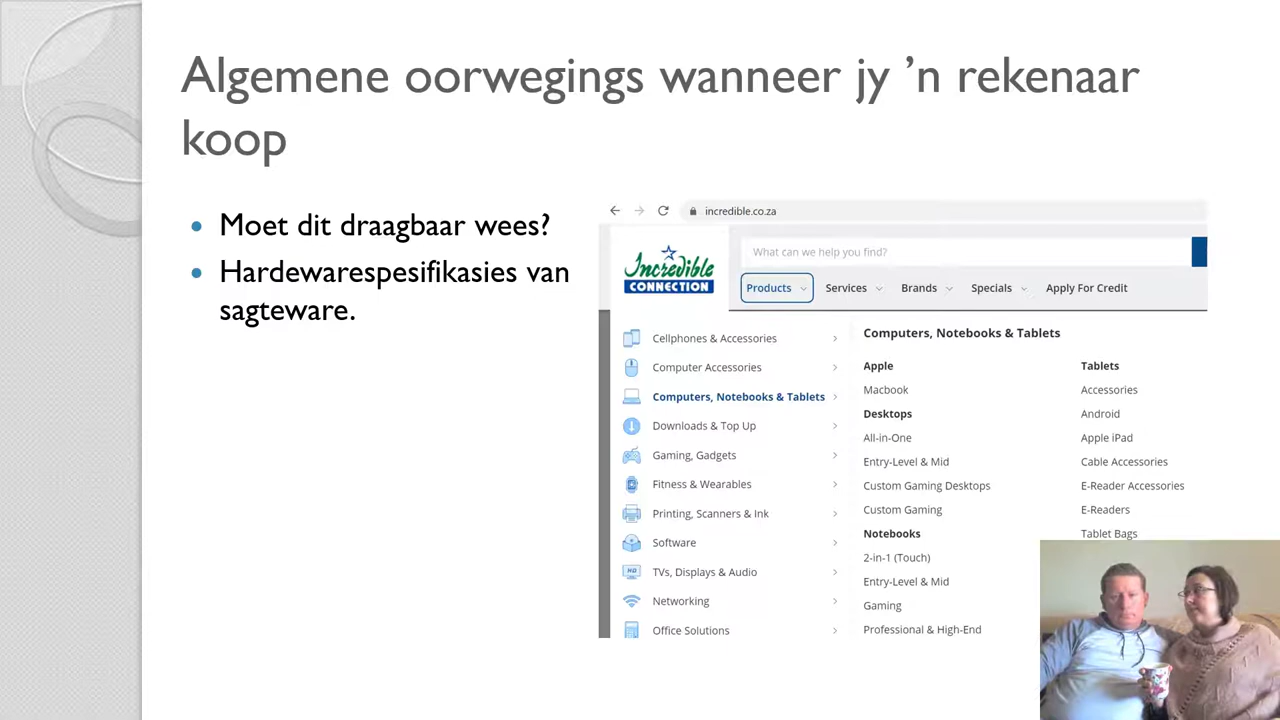 Algemene oorwegings wanneer jy ’n rekenaar
koop
• Moet dit draagbaar wees?
• Hardewarespesifikasies van
sagteware.
incredible.co.za
Incredible
CONNECTION
What can we help you find?
Products
Services
Brands
Specials
Apply For Credit
Cellphones & Accessories
Computer Accessories
Computers, Notebooks & Tablets
Downloads & Top Up
Gaming, Gadgets
Fitness & Wearables
Printing, Scanners & Ink
Software
HD
TVs, Displays & Audio
Networking
Office Solutions
Computers, Notebooks & Tablets
Apple
Macbook
Desktops
All-in-One
Entry-Level & Mid
Custom Gaming Desktops
Custom Gaming
Notebooks
2-in-1 (Touch)
Entry-Level & Mid
Gaming
Professional & High-End
Tablets
Accessories
Android
Apple iPad
Cable Accessories
E-Reader Accessories
E-Readers
Tablet Bags